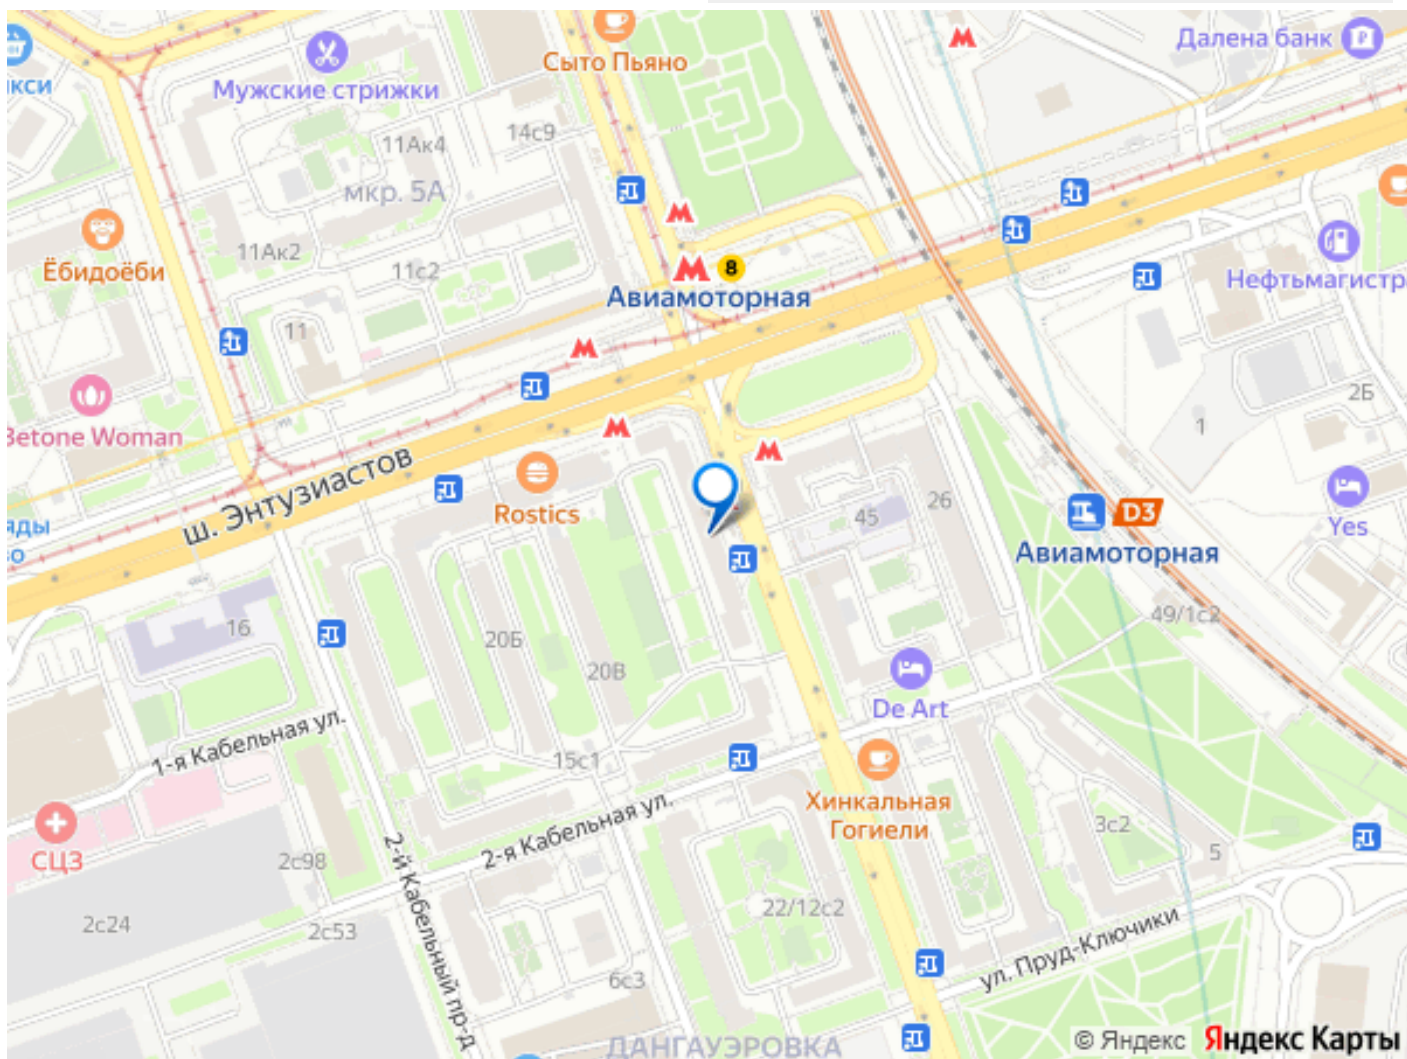 Далена банк
Сыто Пьяно
кси
Мужские стрижки
14с9
11Ак4
мкр. 5А
11Ак2
Ёбидоёби
11с2
8
Авиамоторная
Нефтьмагистр
11
2Б
1
Betone Woman
ш. Энтузиастов
Rostics
26
45
D3
Yes
яды
о
Авиамоторная
16
20Б
49/1с2
20В
De Art
1-я Кабельная ул.
15с1
Хинкальная
Гогиели
2-я Кабельная ул.
3с2
5
СЦЗ
2с98
2-й Кабельный пр-д
22/12с2
2с24
2с53
ул. Пруд-Ключики
6с3
ДАНГАУЭРОВКА
© Яндекс Яндекс Карты